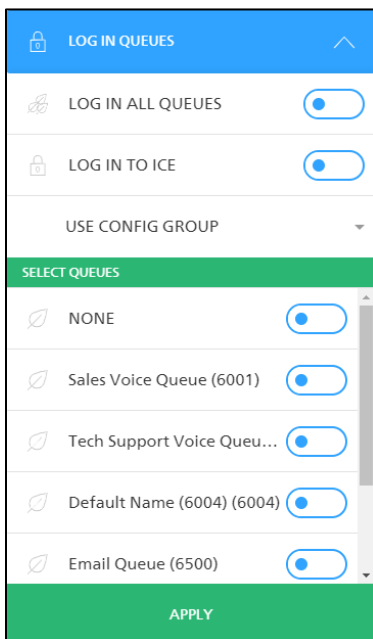 LOG IN QUEUES
LOG IN ALL QUEUES
LOG IN TO ICE
USE CONFIG GROUP
SELECT QUEUES
NONE
Sales Voice Queue (6001)
Tech Support Voice Queu...
Default Name (6004) (6004)
Email Queue (6500)
APPLY